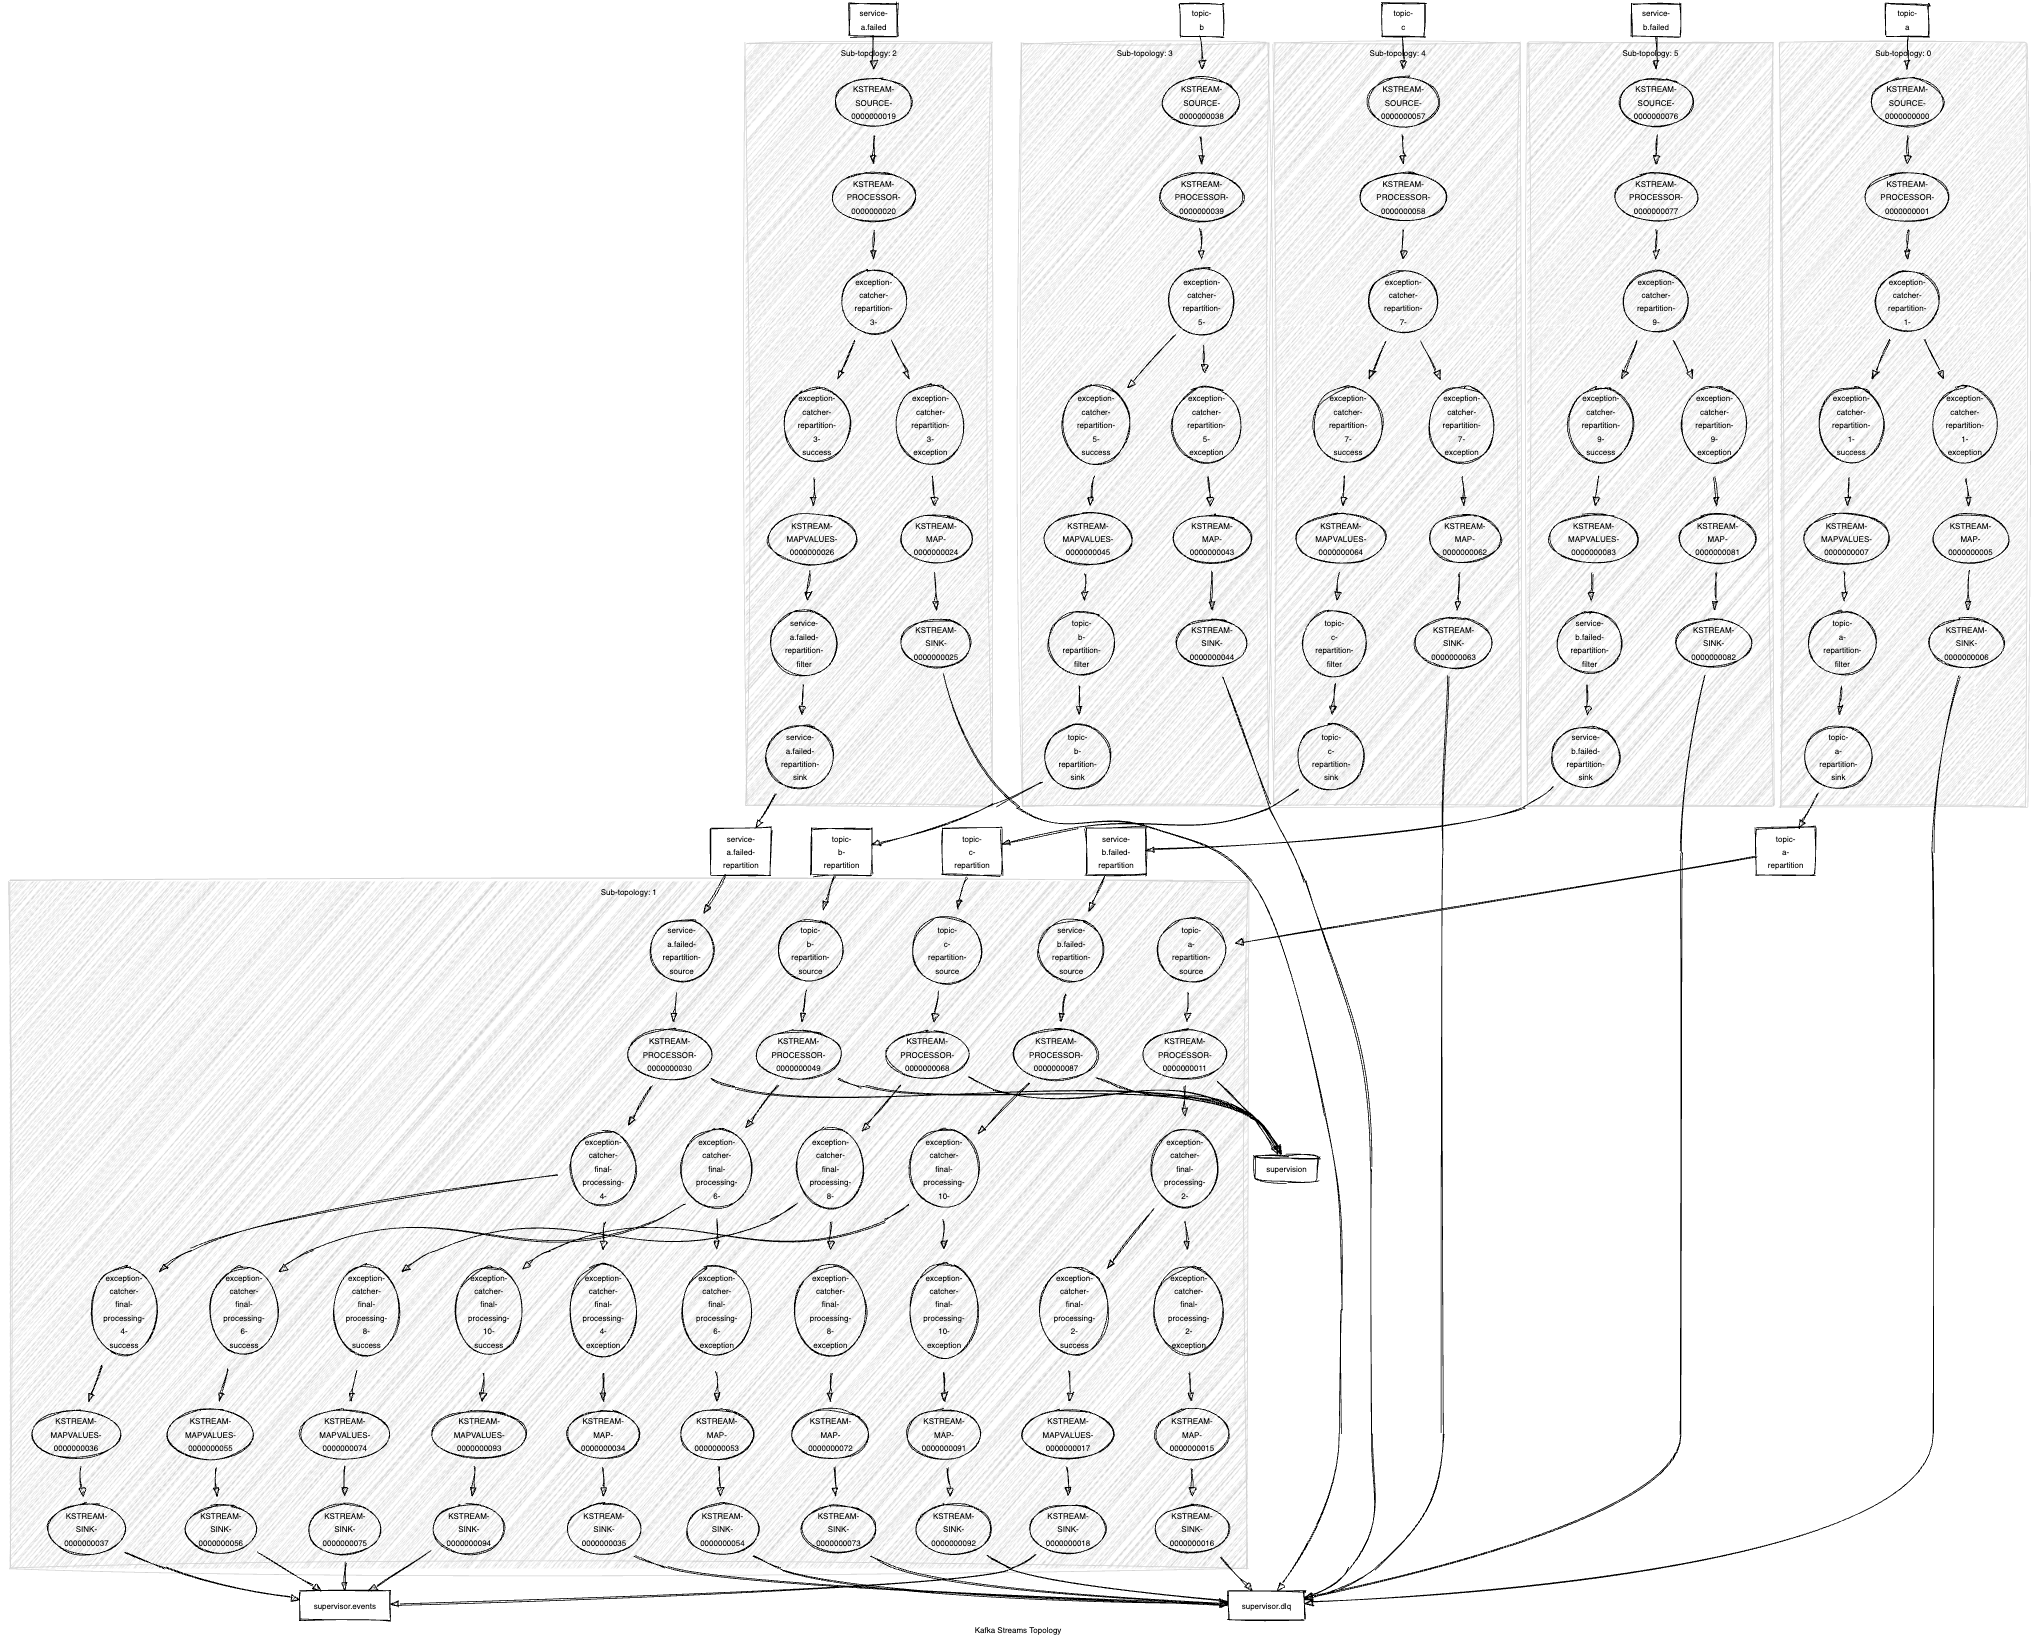 service-
a.failed
topic-
b
topic-
c
service-
b.failed
topic-
a
Sub-topology: 2
Sub-topology: 3
Sub-topology: 4
Sub-topology: 5
Sub-topology: 0
KSTREAM-
SOURCE-
0000000019
KSTREAM-
SOURCE-
0000000038
KSTREAM-
SOURCE-
0000000057
KSTREAM-
SOURCE-
0000000076
KSTREAM-
SOURCE-
0000000000
KSTREAM-
PROCESSOR-
0000000020
KSTREAM-
PROCESSOR-
0000000039
KSTREAM-
PROCESSOR-
0000000058
KSTREAM-
PROCESSOR-
0000000077
KSTREAM-
PROCESSOR-
0000000001
exception-
catcher-
repartition-
3-
exception-
catcher-
repartition-
5-
exception-
catcher-
repartition-
7-
exception-
catcher-
repartition-
9-
exception-
catcher-
repartition-
1-
exception-
catcher-
repartition-
3-
success
exception-
catcher-
repartition-
3-
exception
exception-
catcher-
repartition-
5-
success
exception-
catcher-
repartition-
5-
exception
exception-
catcher-
repartition-
7-
success
exception-
catcher-
repartition-
7-
exception
exception-
catcher-
repartition-
9-
success
exception-
catcher-
repartition-
9-
exception
exception-
catcher-
repartition-
1-
success
exception-
catcher-
repartition-
1-
exception
KSTREAM-
MAPVALUES-
0000000026
KSTREAM-
MAP-
0000000024
KSTREAM-
MAPVALUES-
0000000045
KSTREAM-
MAP-
0000000043
KSTREAM-
MAPVALUES-
0000000064
KSTREAM-
MAP-
0000000062
KSTREAM-
MAPVALUES-
0000000083
KSTREAM-
MAP-
0000000081
KSTREAM-
MAPVALUES-
0000000007
KSTREAM-
MAP-
0000000005
service-
a.failed-
repartition-
filter
KSTREAM-
SINK-
0000000025
topic-
b-
repartition-
filter
KSTREAM-
SINK-
0000000044
topic-
c-
repartition-
filter
KSTREAM-
SINK-
0000000063
service-
b.failed-
repartition-
filter
KSTREAM-
SINK-
0000000082
topic-
a-
repartition-
filter
KSTREAM-
SINK-
0000000006
service-
a.failed-
repartition-
sink
topic-
b-
repartition-
sink
topic-
c-
repartition-
sink
service-
b.failed-
repartition-
sink
topic-
a-
repartition-
sink
service-
a.failed-
repartition
topic-
b-
repartition
topic-
c-
repartition
service-
b.failed-
repartition
topic-
a-
repartition
Sub-topology: 1
service-
a.failed-
repartition-
source
topic-
b-
repartition-
source
topic-
c-
repartition-
source
service-
b.failed-
repartition-
source
topic-
a-
repartition-
source
KSTREAM-
PROCESSOR-
0000000030
KSTREAM-
PROCESSOR-
0000000049
KSTREAM-
PROCESSOR-
0000000068
KSTREAM-
PROCESSOR-
0000000087
KSTREAM-
PROCESSOR-
0000000011
exception-
catcher-
final-
processing-
4-
exception-
catcher-
final-
processing-
6-
exception-
catcher-
final-
processing-
8-
exception-
catcher-
final-
processing-
10-
exception-
catcher-
final-
processing-
2-
supervision
exception-
catcher-
final-
processing-
4-
success
exception-
catcher-
final-
processing-
6-
success
exception-
catcher-
final-
processing-
8-
success
exception-
catcher-
final-
processing-
10-
success
exception-
catcher-
final-
processing-
4-
exception
exception-
catcher-
final-
processing-
6-
exception
exception-
catcher-
final-
processing-
8-
exception
exception-
catcher-
final-
processing-
10-
exception
exception-
catcher-
final-
processing-
2-
success
exception-
catcher-
final-
processing-
2-
exception
KSTREAM-
MAPVALUES-
0000000036
KSTREAM-
MAPVALUES-
0000000055
KSTREAM-
MAPVALUES-
0000000074
KSTREAM-
MAPVALUES-
0000000093
KSTREAM-
MAP-
0000000034
KSTREAM-
MAP-
0000000053
KSTREAM-
MAP-
0000000072
KSTREAM-
MAP-
0000000091
KSTREAM-
MAPVALUES-
0000000017
KSTREAM-
MAP-
0000000015
KSTREAM-
SINK-
0000000037
KSTREAM-
SINK-
0000000056
KSTREAM-
SINK-
0000000075
KSTREAM-
SINK-
0000000094
KSTREAM-
SINK-
0000000035
KSTREAM-
SINK-
0000000054
KSTREAM-
SINK-
0000000073
KSTREAM-
SINK-
0000000092
KSTREAM-
SINK-
0000000018
KSTREAM-
SINK-
0000000016
supervisor.events
supervisor.dlq
Kafka Streams Topology